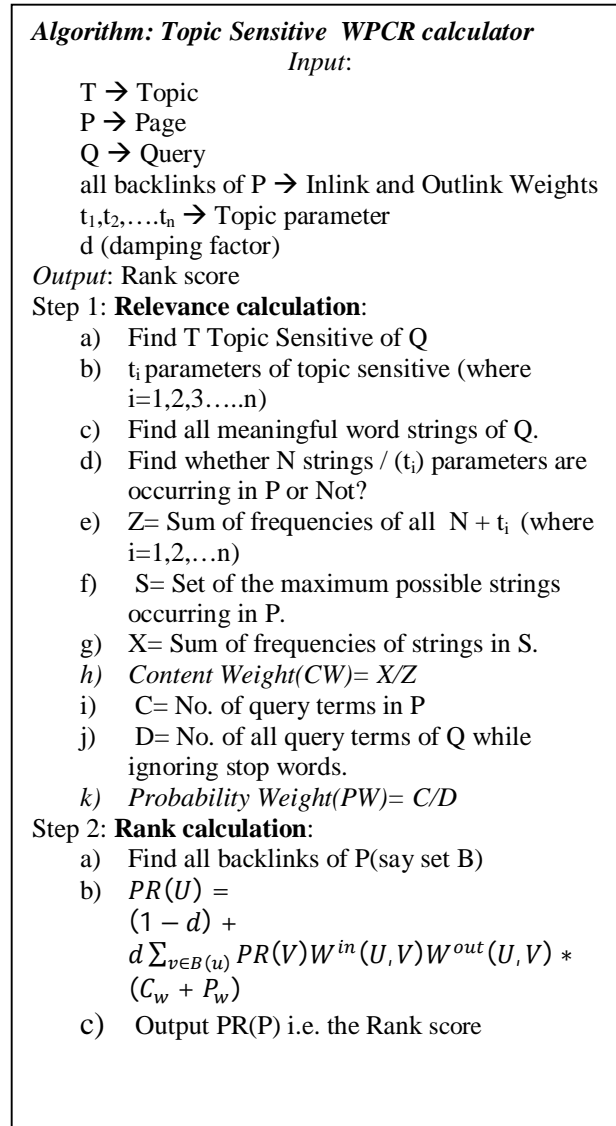 Algorithm: Topic Sensitive WPCR calculator
Input:
T → Topic
P → Page
Q → Query
all backlinks of P → Inlink and Outlink Weights
t₁,t₂,….tₙ → Topic parameter
d (damping factor)
Output: Rank score
Step 1: Relevance calculation:
a) Find T Topic Sensitive of Q
b) tᵢ parameters of topic sensitive (where
i=1,2,3…..n)
c) Find all meaningful word strings of Q.
d) Find whether N strings / (tᵢ) parameters are
occurring in P or Not?
e) Z= Sum of frequencies of all N + tᵢ (where
i=1,2,…n)
f) S= Set of the maximum possible strings
occurring in P.
g) X= Sum of frequencies of strings in S.
h) Content Weight(CW)= X/Z
i) C= No. of query terms in P
j) D= No. of all query terms of Q while
ignoring stop words.
k) Probability Weight(PW)= C/D
Step 2: Rank calculation:
a) Find all backlinks of P(say set B)
b) PR(U) =
(1 − d) +
d ∑_{v∈B(u)} PR(V)W^{in}(U,V)W^{out}(U,V) ∗
(C_w + P_w)
c) Output PR(P) i.e. the Rank score